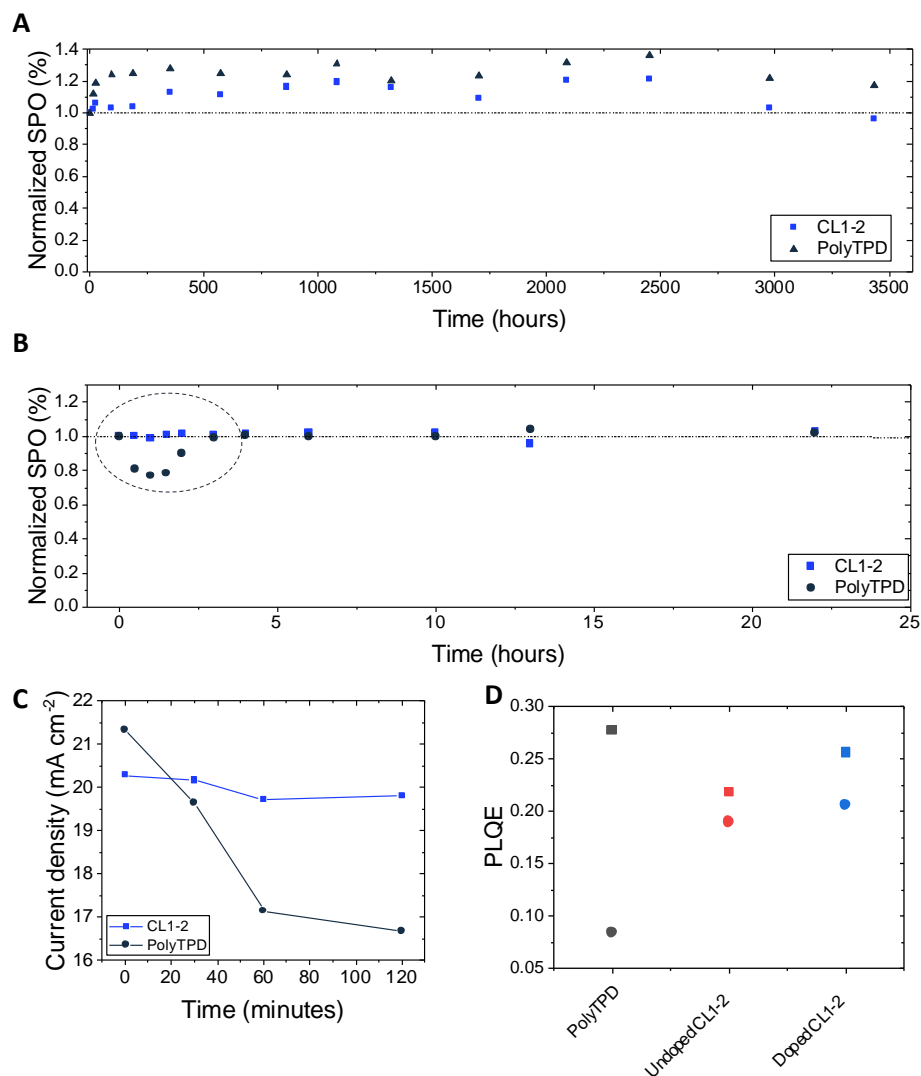 A
Normalized SPO (%)
1.4
1.2
1.0
0.8
0.6
0.4
0.2
0.0
CL1-2
PolyTPD
0 500 1000 1500 2000 2500 3000 3500
Time (hours)
B
Normalized SPO (%)
1.2
1.0
0.8
0.6
0.4
0.2
0.0
CL1-2
PolyTPD
0 5 10 15 20 25
Time (hours)
C
Current density (mA cm-2)
22
21
20
19
18
17
16
CL1-2
PolyTPD
0 20 40 60 80 100 120
Time (minutes)
D
PLQE
0.30
0.25
0.20
0.15
0.10
0.05
PolyTPD
Undoped CL1-2
Doped CL1-2